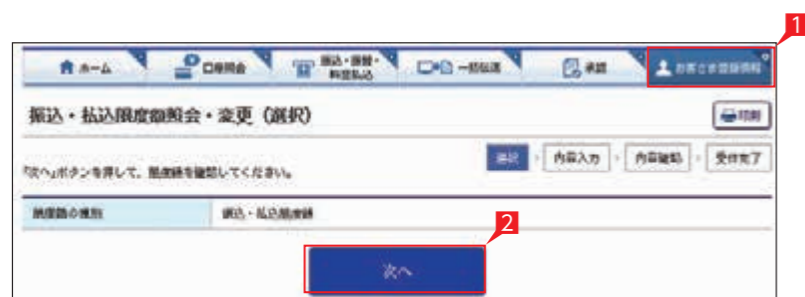 1
ホーム 口座照会 振込・振替・ 一括伝送 承認 お客さま登録情報
料金払込
振込・払込限度額照会・変更（選択） 印刷
選択 内容入力 内容確認 受付完了
「次へ」ボタンを押して、限度額を確認してください。
限度額の種別 振込・払込限度額
2
次へ